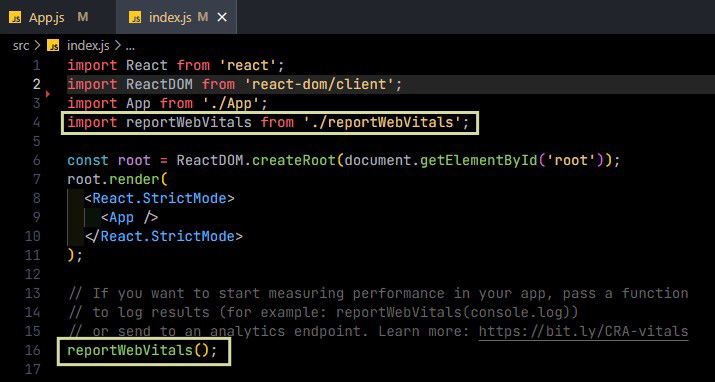 JS App.js M JS index.js M ×
src > JS index.js > ...
1 import React from 'react';
2 import ReactDOM from 'react-dom/client';
3 import App from './App';
4 import reportWebVitals from './reportWebVitals';
5
6 const root = ReactDOM.createRoot(document.getElementById('root'));
7 root.render(
8 <React.StrictMode>
9 <App />
10 </React.StrictMode>
11 );
12
13 // If you want to start measuring performance in your app, pass a function
14 // to log results (for example: reportWebVitals(console.log))
15 // or send to an analytics endpoint. Learn more: https://bit.ly/CRA-vitals
16 reportWebVitals();
17